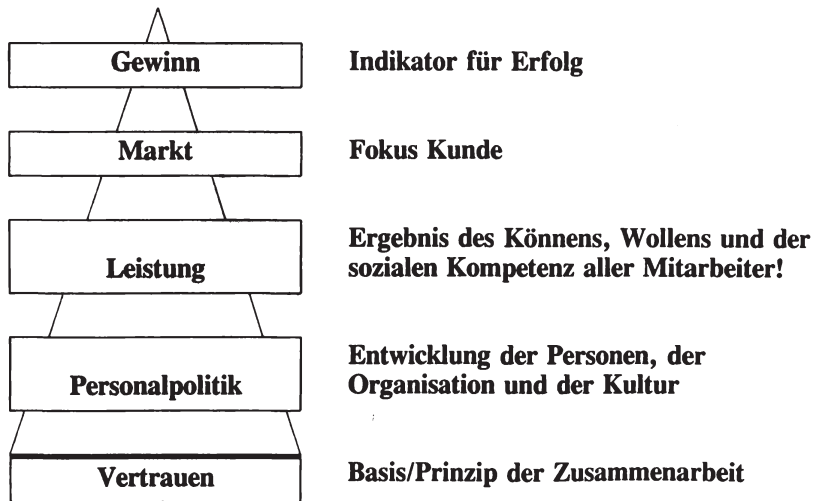 Gewinn
Indikator für Erfolg
Markt
Fokus Kunde
Leistung
Ergebnis des Könnens, Wollens und der
sozialen Kompetenz aller Mitarbeiter!
Personalpolitik
Entwicklung der Personen, der
Organisation und der Kultur
Vertrauen
Basis/Prinzip der Zusammenarbeit